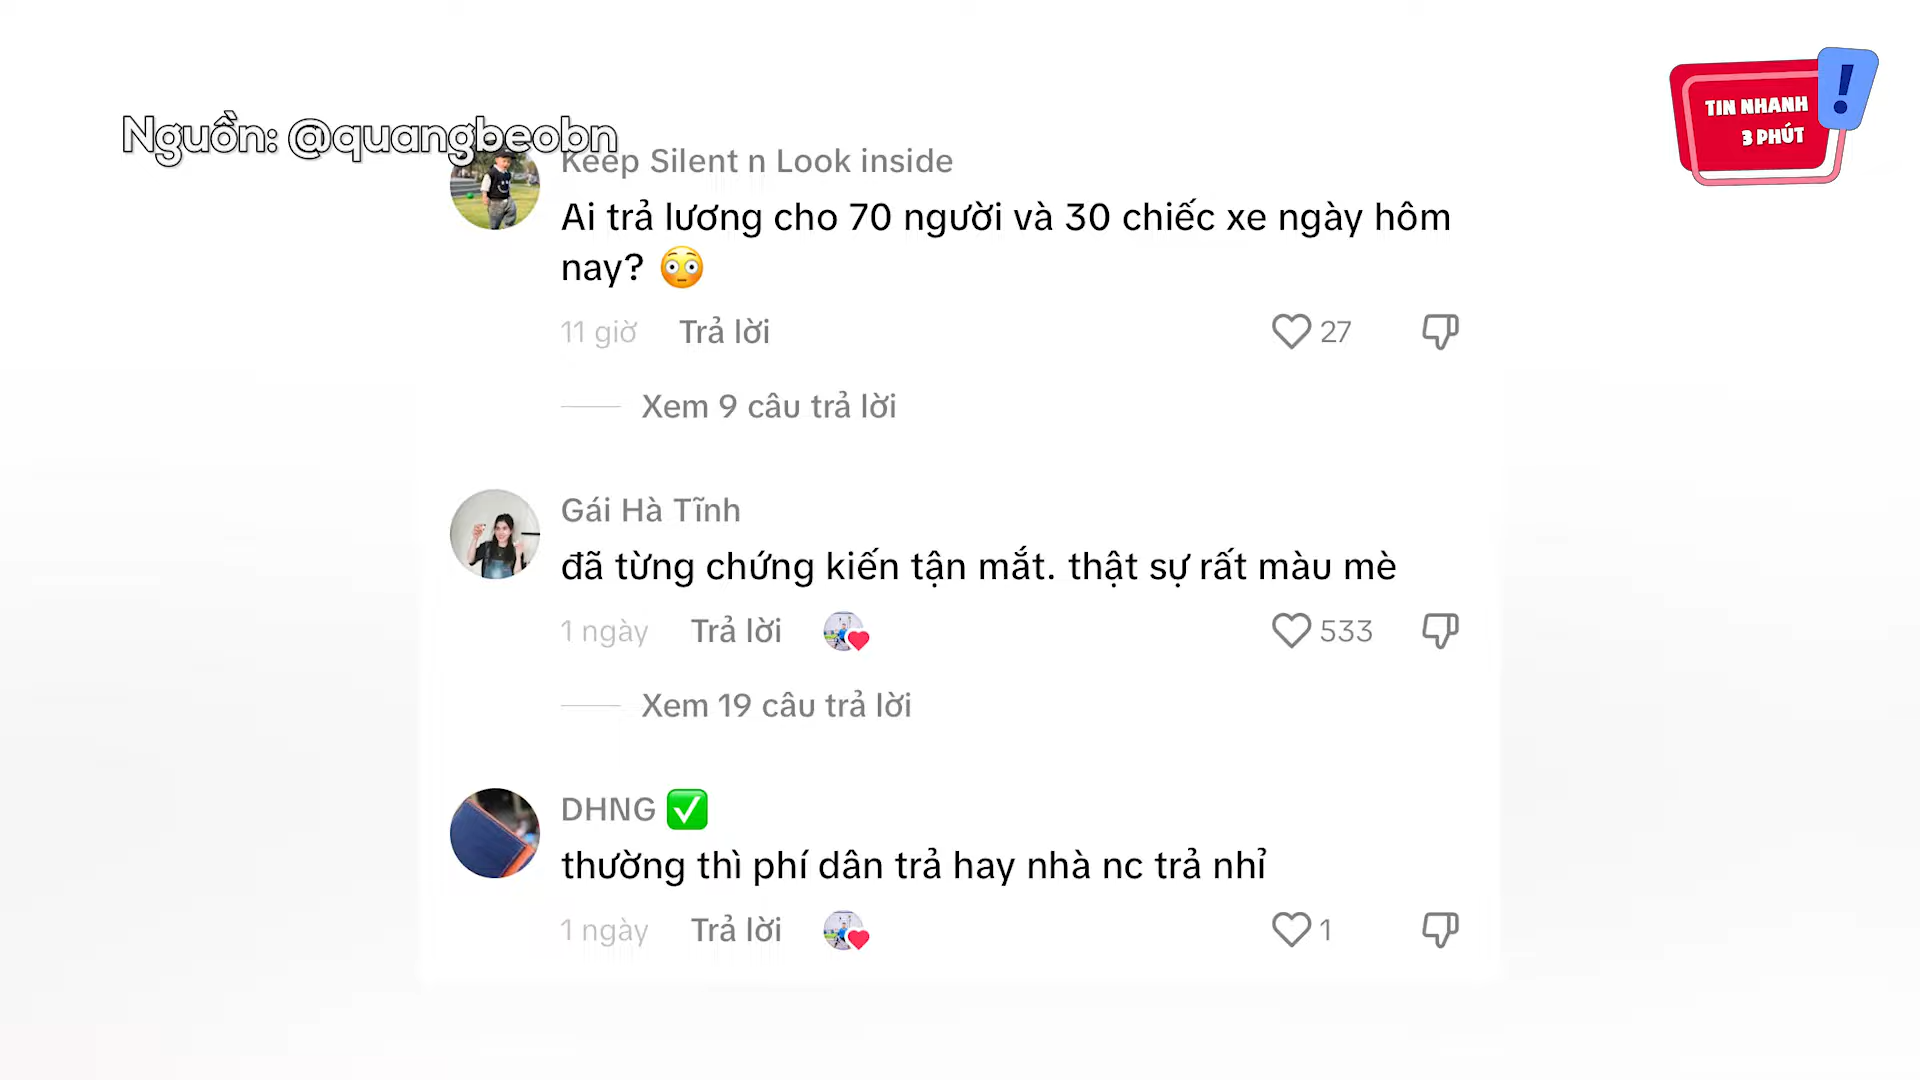 TIN NHANH
3 PHÚT
Nguồn: @quangbeobn
Keep Silent n Look inside
Ai trả lương cho 70 người và 30 chiếc xe ngày hôm
nay? 😳
11 giờ Trả lời 27
Xem 9 câu trả lời
Gái Hà Tĩnh
đã từng chứng kiến tận mắt. thật sự rất màu mè
1 ngày Trả lời 533
Xem 19 câu trả lời
DHNG ✅
thường thì phí dân trả hay nhà nc trả nhỉ
1 ngày Trả lời 1